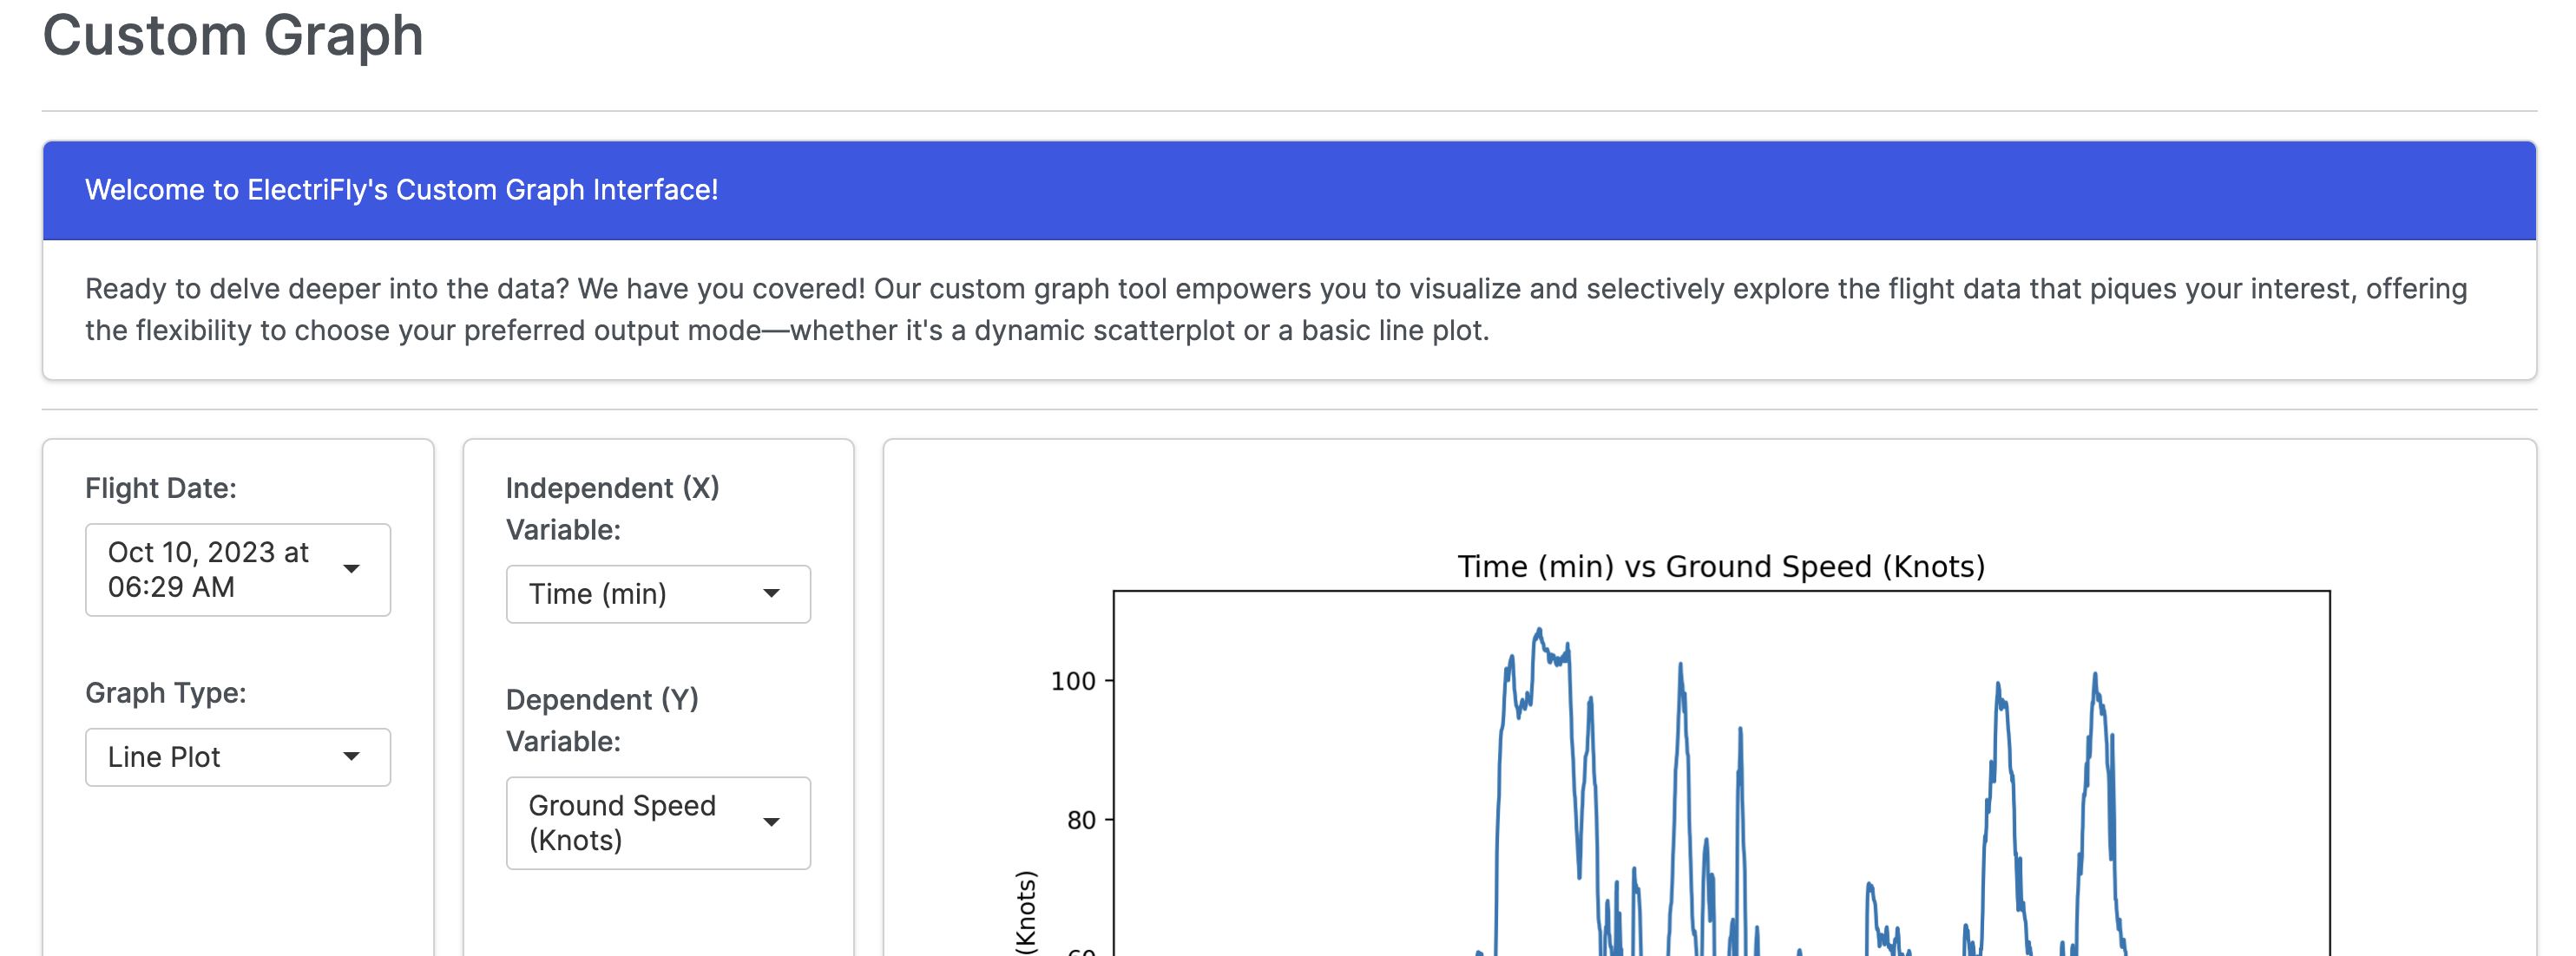 Custom Graph
Welcome to ElectriFly's Custom Graph Interface!
Ready to delve deeper into the data? We have you covered! Our custom graph tool empowers you to visualize and selectively explore the flight data that piques your interest, offering
the flexibility to choose your preferred output mode—whether it's a dynamic scatterplot or a basic line plot.
Flight Date:
Oct 10, 2023 at
06:29 AM
Graph Type:
Line Plot
Independent (X)
Variable:
Time (min)
Dependent (Y)
Variable:
Ground Speed
(Knots)
Time (min) vs Ground Speed (Knots)
100
80
(Knots)